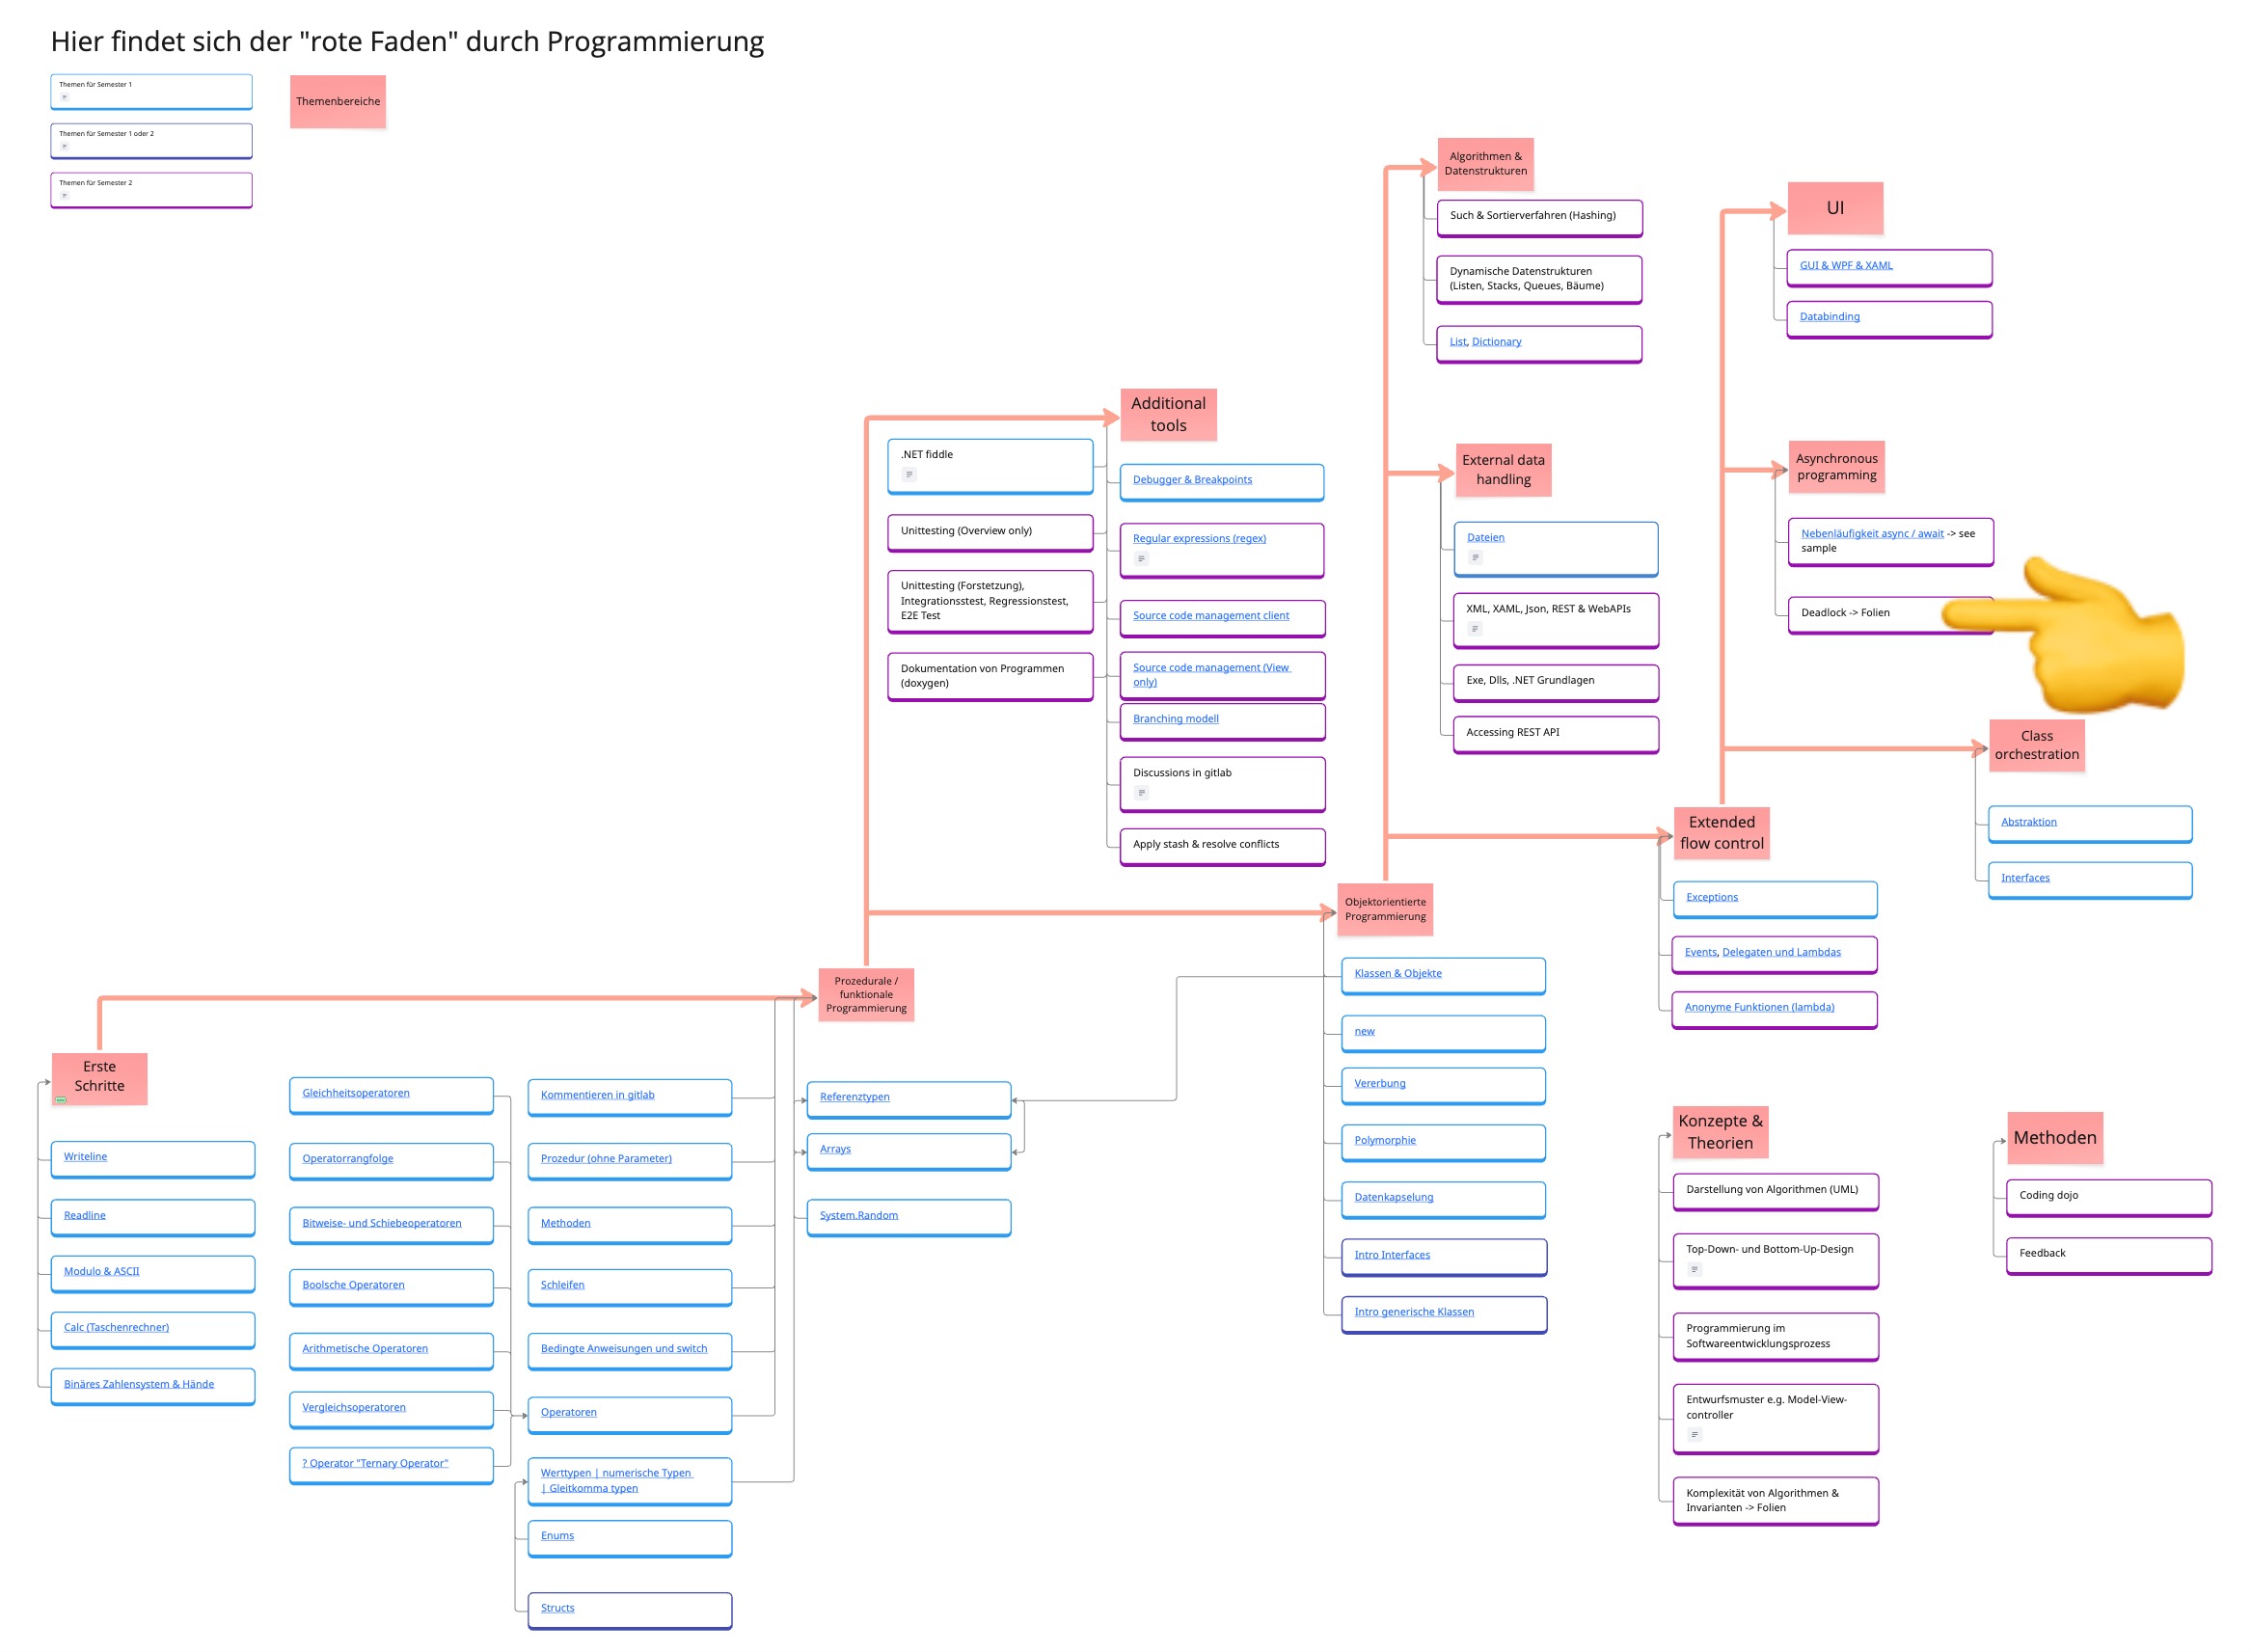 Hier findet sich der "rote Faden" durch Programmierung
Themen für Semester 1
Themen für Semester 1 oder 2
Themen für Semester 2
Themenbereiche
Algorithmen &
Datenstrukturen
Such & Sortierverfahren (Hashing)
Dynamische Datenstrukturen
(Listen, Stacks, Queues, Bäume)
List, Dictionary
UI
GUI & WPF & XAML
Databinding
Additional
tools
.NET fiddle
Unittesting (Overview only)
Unittesting (Forstetzung),
Integrationsstest, Regressionstest,
E2E Test
Dokumentation von Programmen
(doxygen)
Debugger & Breakpoints
Regular expressions (regex)
Source code management client
Source code management (View
only)
Branching modell
Discussions in gitlab
Apply stash & resolve conflicts
External data
handling
Dateien
XML, XAML, Json, REST & WebAPIs
Exe, Dlls, .NET Grundlagen
Accessing REST API
Asynchronous
programming
Nebenläufigkeit async / await -> see
sample
Deadlock -> Folien
Class
orchestration
Abstraktion
Interfaces
Extended
flow control
Exceptions
Events, Delegaten und Lambdas
Anonyme Funktionen (lambda)
Objektorientierte
Programmierung
Klassen & Objekte
new
Vererbung
Polymorphie
Datenkapselung
Intro Interfaces
Intro generische Klassen
Prozedurale /
funktionale
Programmierung
Referenztypen
Arrays
System.Random
Erste
Schritte
Writeline
Readline
Modulo & ASCII
Calc (Taschenrechner)
Binäres Zahlensystem & Hände
Gleichheitsoperatoren
Operatorrangfolge
Bitweise- und Schiebeoperatoren
Boolsche Operatoren
Arithmetische Operatoren
Vergleichsoperatoren
? Operator "Ternary Operator"
Kommentieren in gitlab
Prozedur (ohne Parameter)
Methoden
Schleifen
Bedingte Anweisungen und switch
Operatoren
Werttypen | numerische Typen
| Gleitkomma typen
Enums
Structs
Konzepte &
Theorien
Darstellung von Algorithmen (UML)
Top-Down- und Bottom-Up-Design
Programmierung im
Softwareentwicklungsprozess
Entwurfsmuster e.g. Model-View-
controller
Komplexität von Algorithmen &
Invarianten -> Folien
Methoden
Coding dojo
Feedback